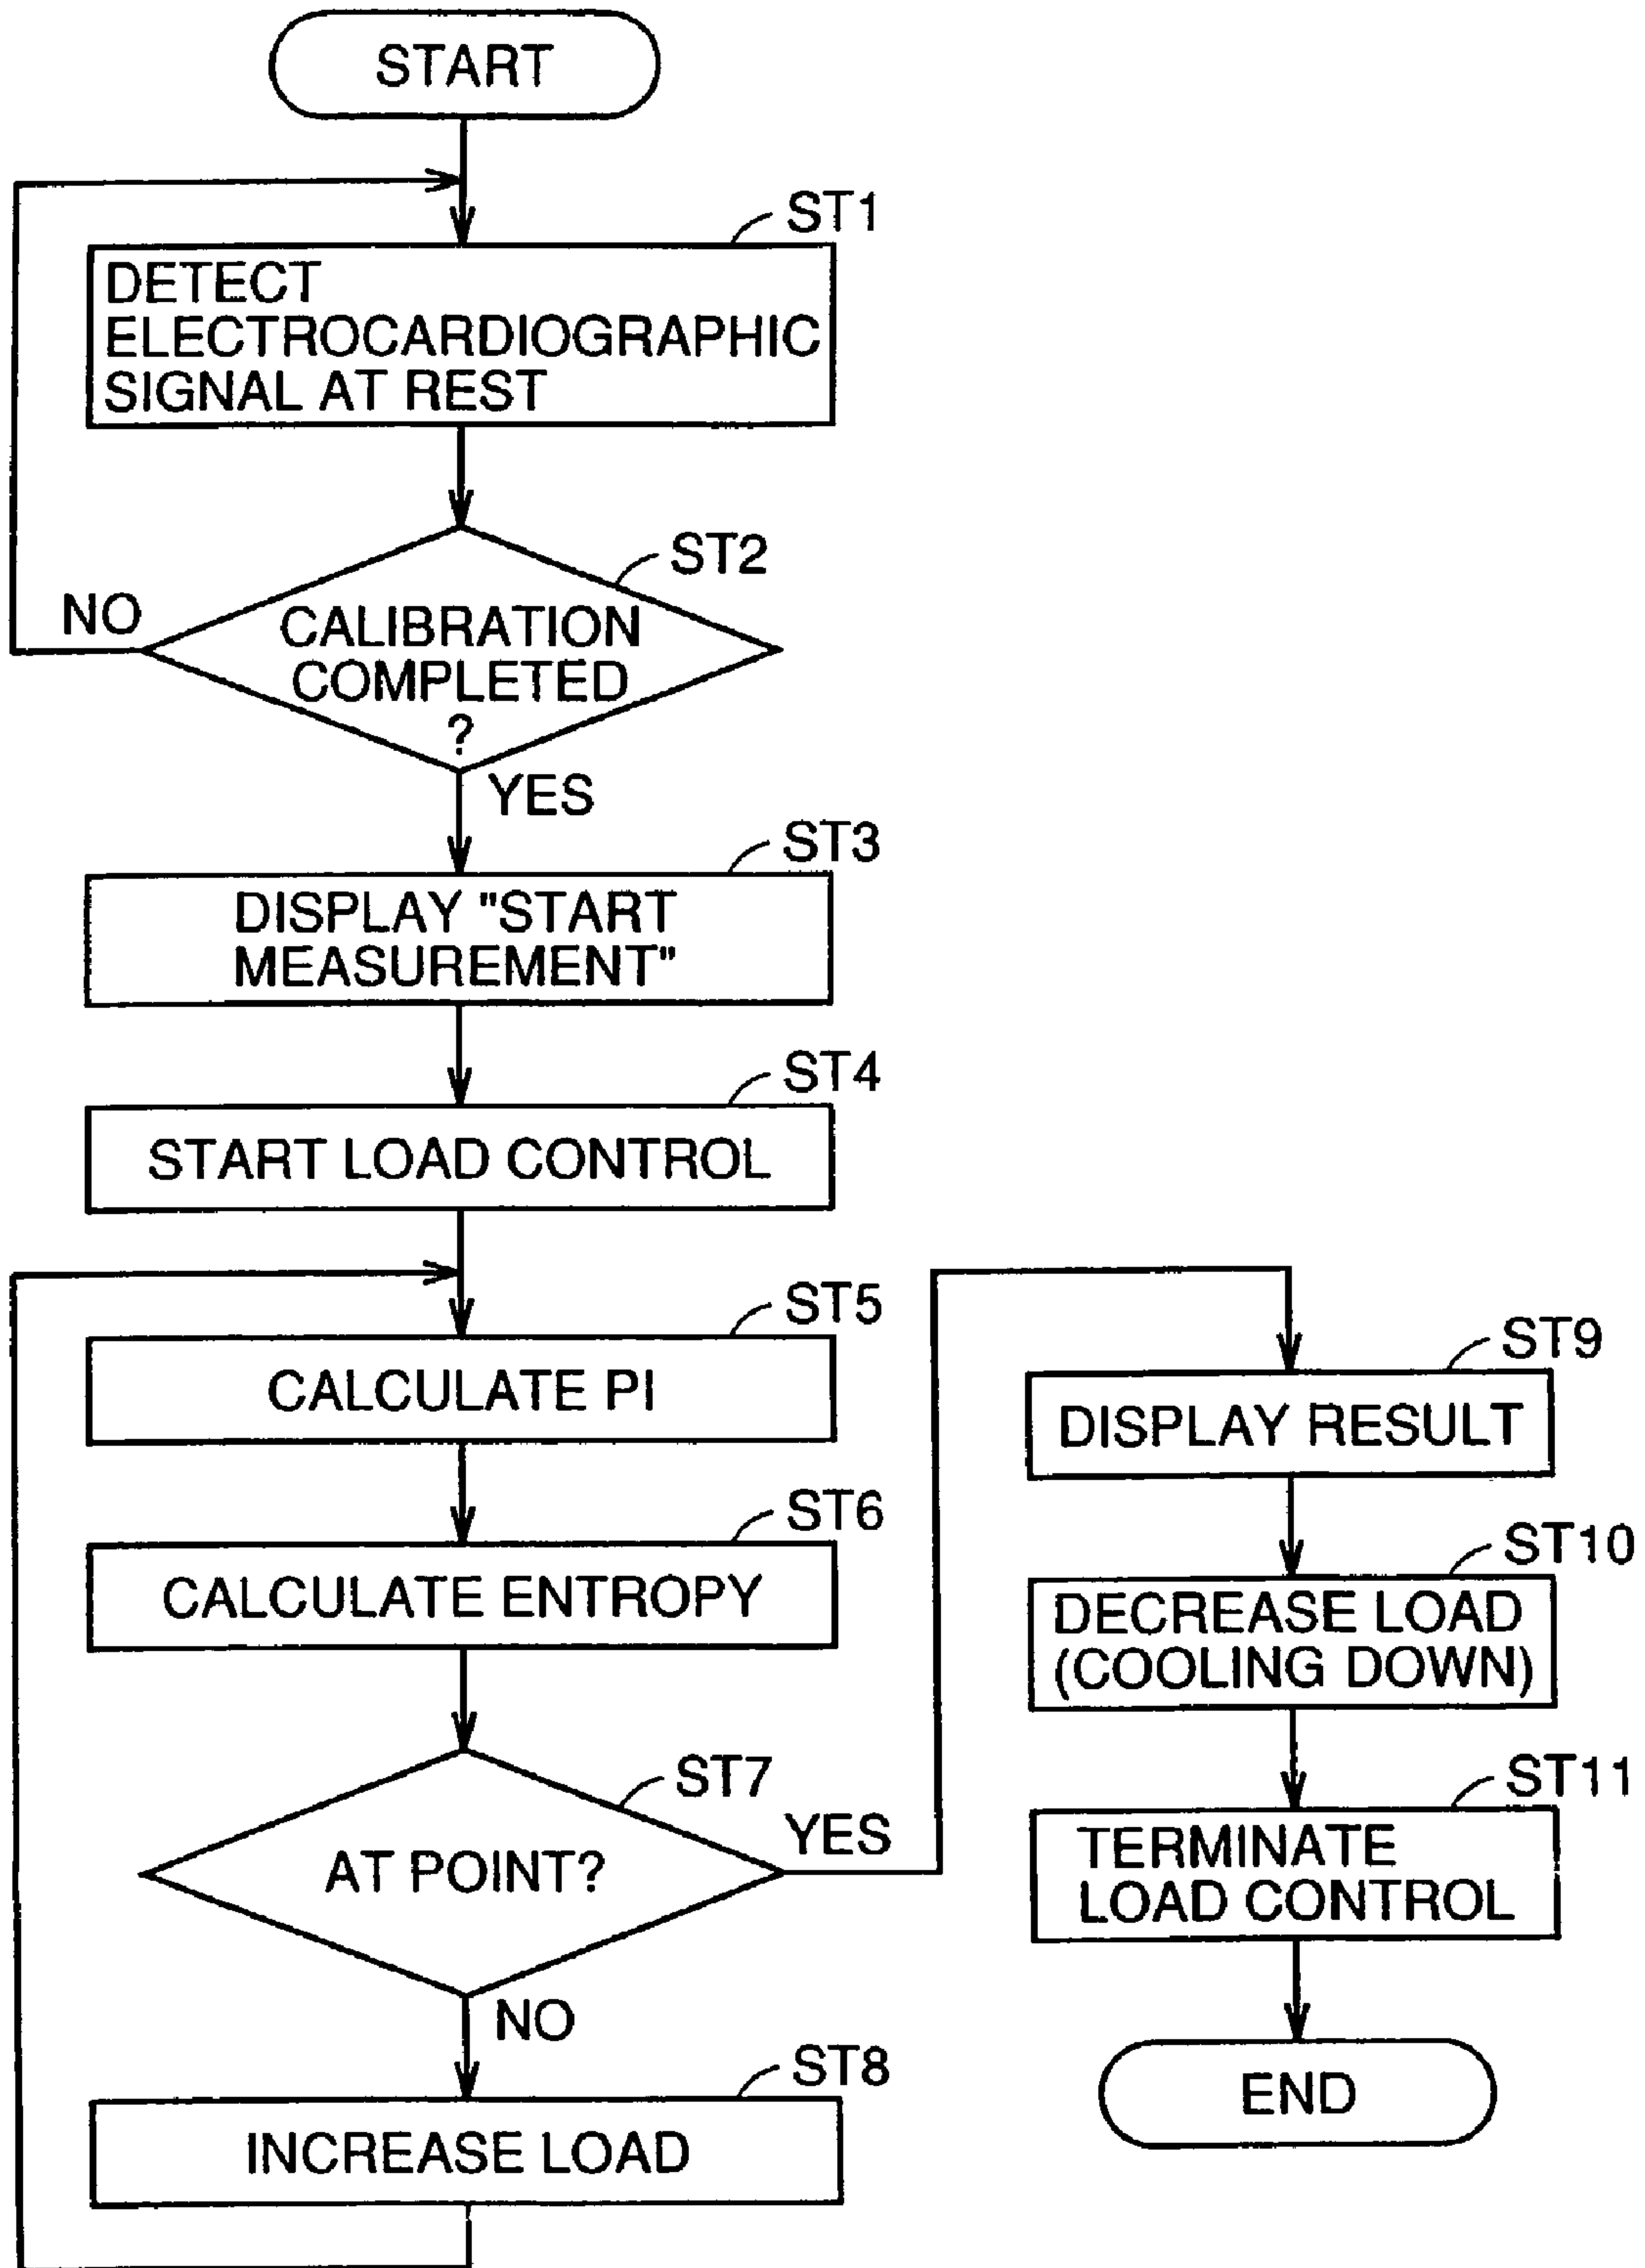 START
ST1
DETECT
ELECTROCARDIOGRAPHIC
SIGNAL AT REST
ST2
NO
CALIBRATION
COMPLETED
?
YES
ST3
DISPLAY "START
MEASUREMENT"
ST4
START LOAD CONTROL
ST5
CALCULATE PI
ST6
CALCULATE ENTROPY
ST7
YES
AT POINT?
NO
ST8
INCREASE LOAD
ST9
DISPLAY RESULT
ST10
DECREASE LOAD
(COOLING DOWN)
ST11
TERMINATE
LOAD CONTROL
END